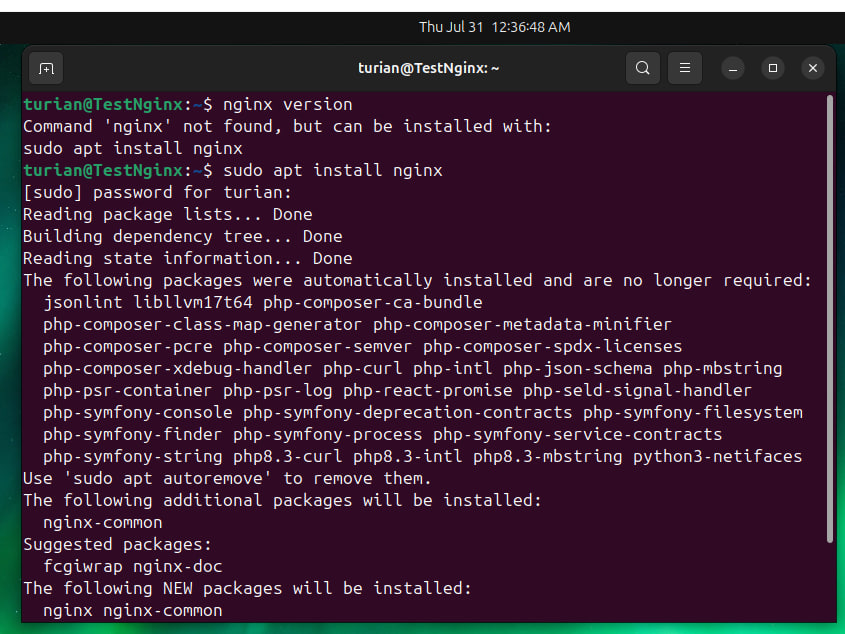 Thu Jul 31 12:36:48 AM
turian@TestNginx: ~
turian@TestNginx:~$ nginx version
Command 'nginx' not found, but can be installed with:
sudo apt install nginx
turian@TestNginx:~$ sudo apt install nginx
[sudo] password for turian:
Reading package lists... Done
Building dependency tree... Done
Reading state information... Done
The following packages were automatically installed and are no longer required:
  jsonlint libllvm17t64 php-composer-ca-bundle
  php-composer-class-map-generator php-composer-metadata-minifier
  php-composer-pcre php-composer-semver php-composer-spdx-licenses
  php-composer-xdebug-handler php-curl php-intl php-json-schema php-mbstring
  php-psr-container php-psr-log php-react-promise php-seld-signal-handler
  php-symfony-console php-symfony-deprecation-contracts php-symfony-filesystem
  php-symfony-finder php-symfony-process php-symfony-service-contracts
  php-symfony-string php8.3-curl php8.3-intl php8.3-mbstring python3-netifaces
Use 'sudo apt autoremove' to remove them.
The following additional packages will be installed:
  nginx-common
Suggested packages:
  fcgiwrap nginx-doc
The following NEW packages will be installed:
  nginx nginx-common